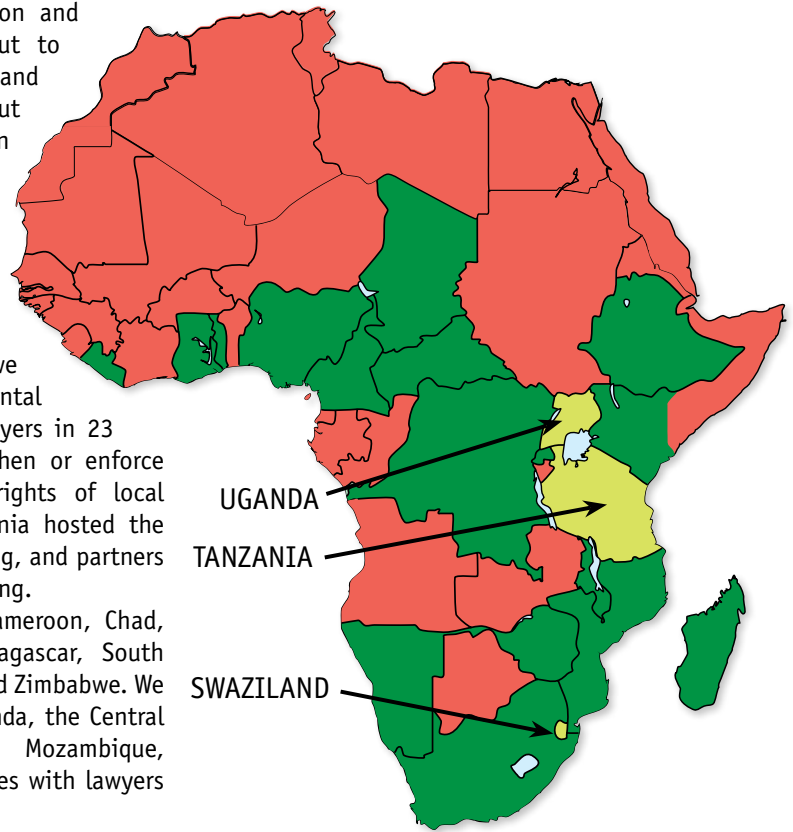 on and
ut to
and
ut
n
ve
ntal
yers in 23
hen or enforce
rights of local
nia hosted the
g, and partners
ng.
ameroon, Chad,
agascar, South
d Zimbabwe. We
nda, the Central
Mozambique,
es with lawyers
UGANDA
TANZANIA
SWAZILAND